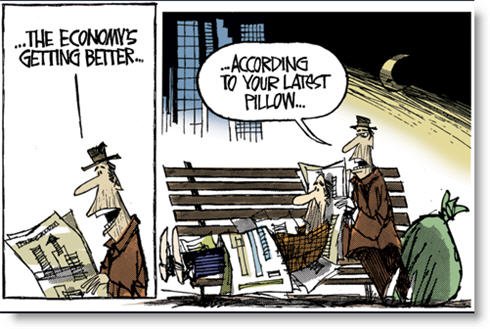 ...THE ECONOMY'S
GETTING BETTER...
...ACCORDING
TO YOUR LATEST
PILLOW...